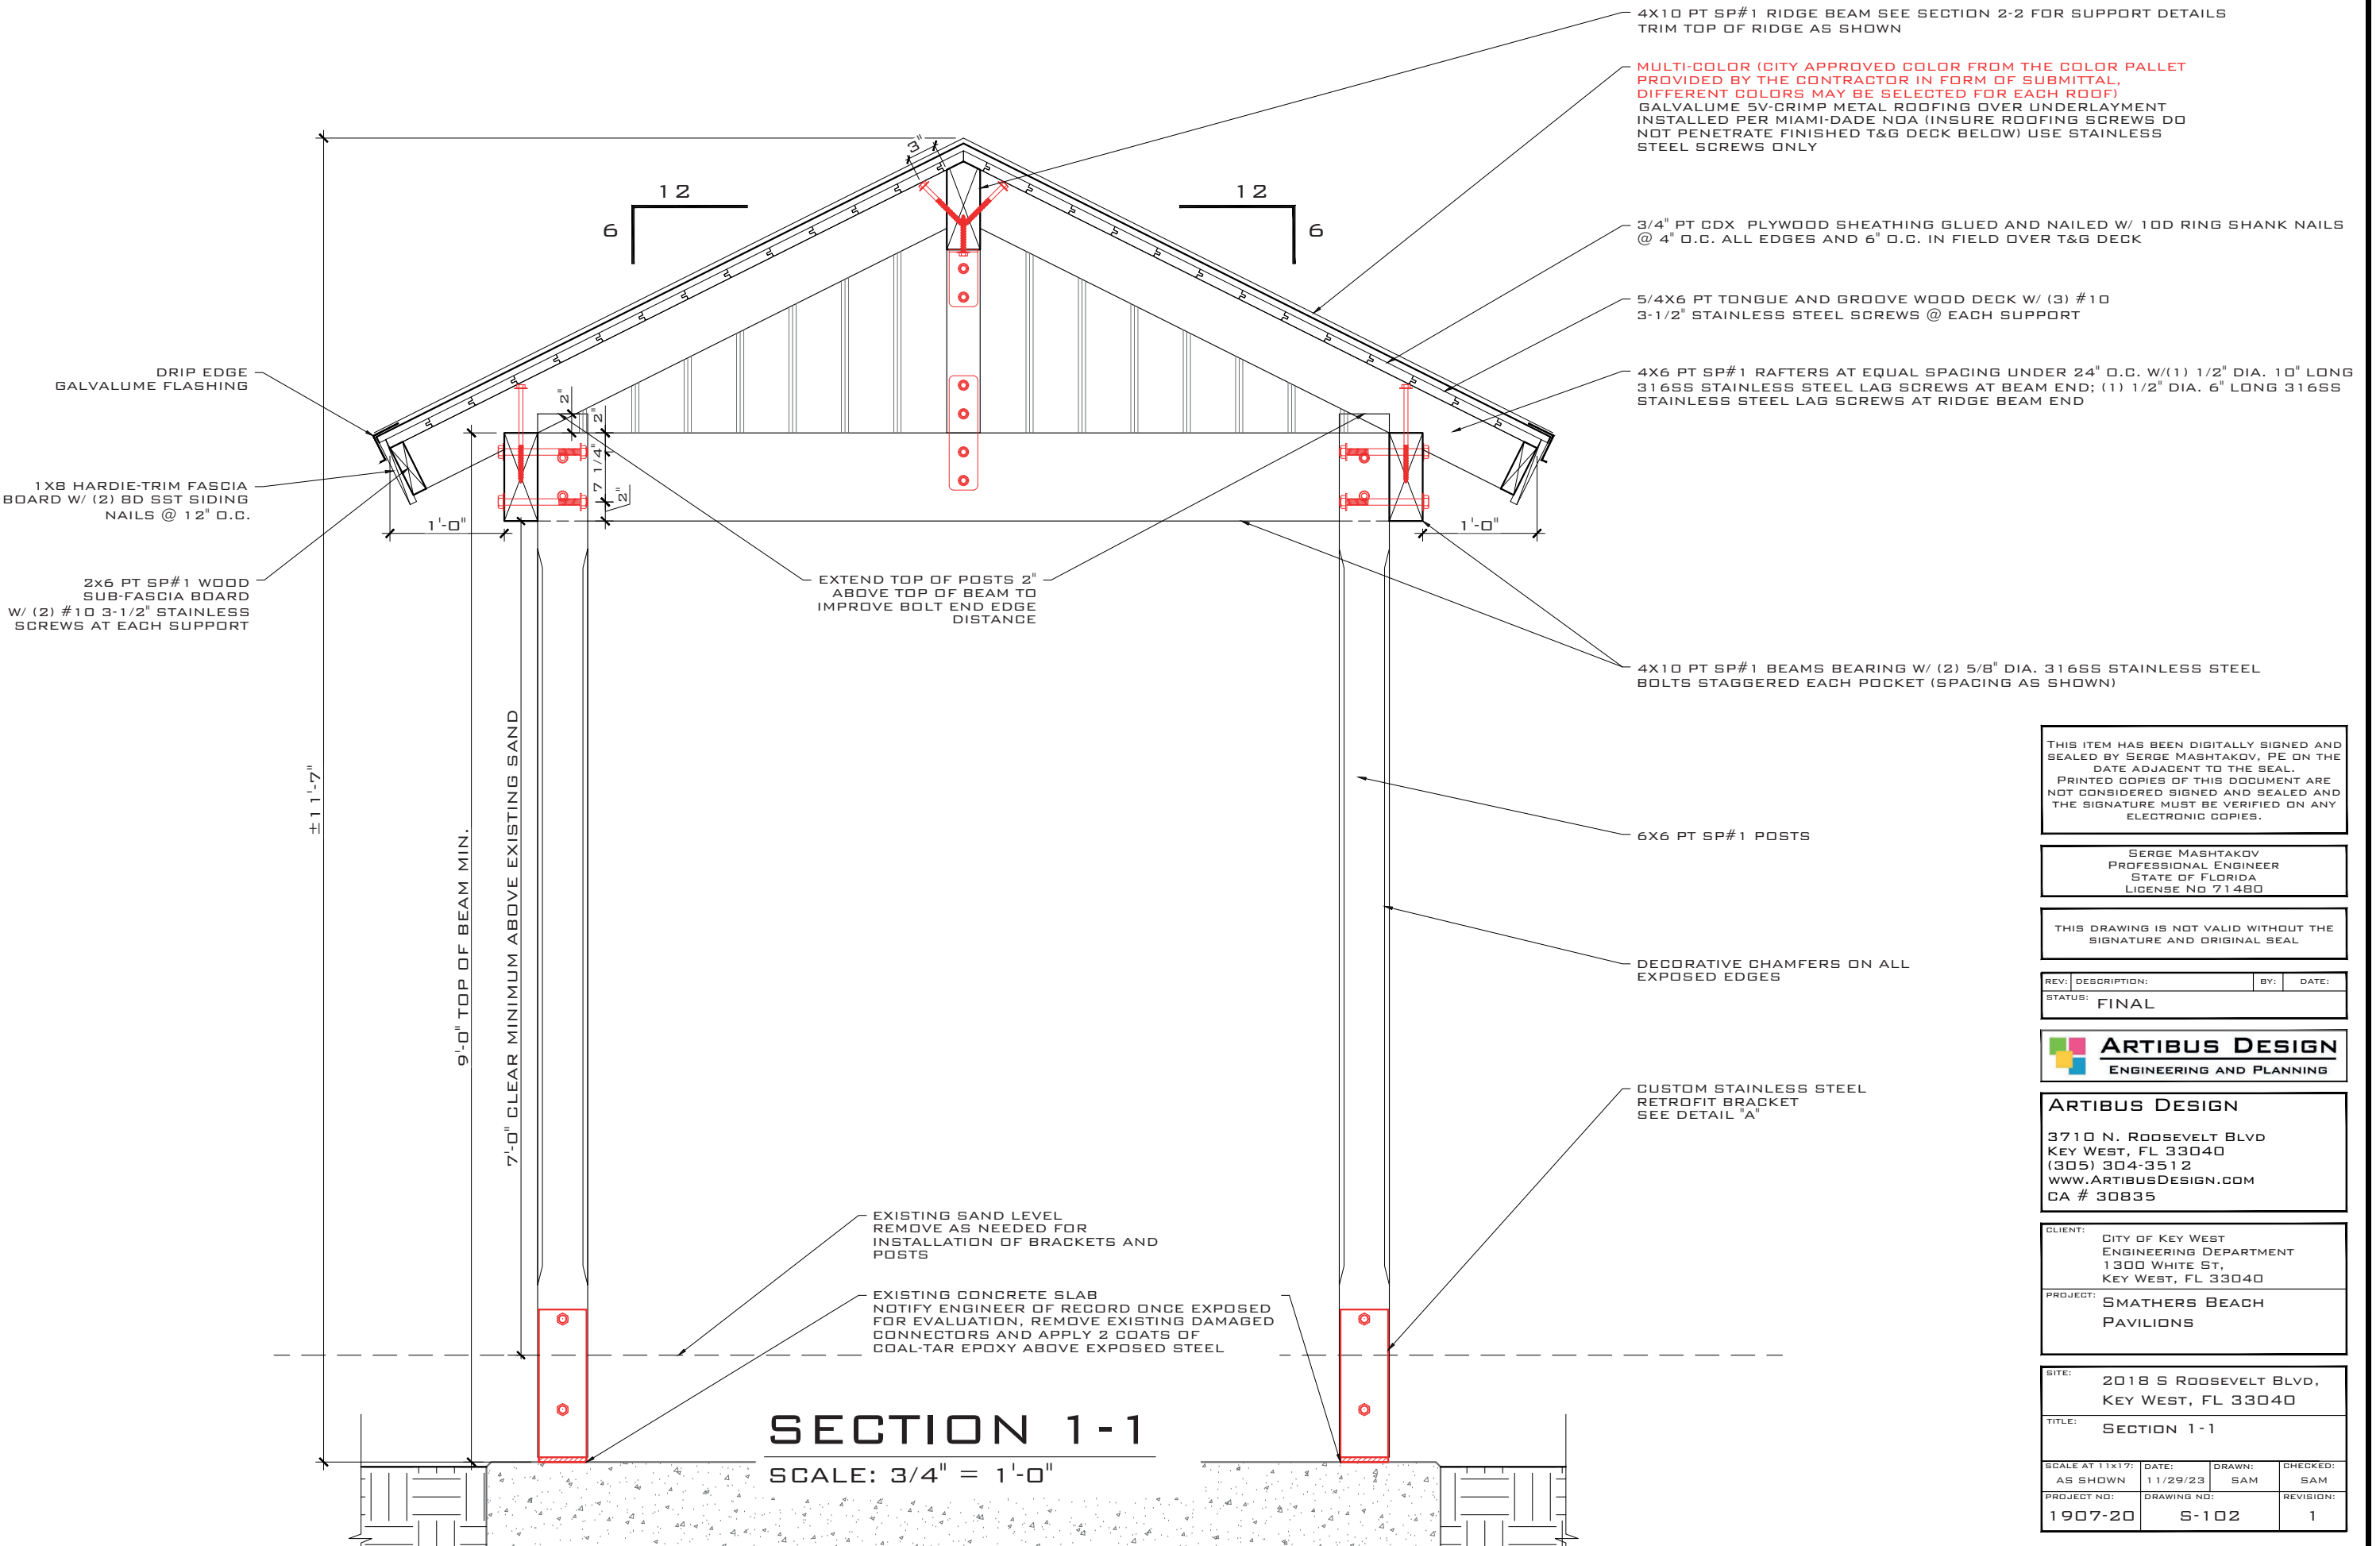 4X10 PT SP#1 RIDGE BEAM SEE SECTION 2-2 FOR SUPPORT DETAILS
TRIM TOP OF RIDGE AS SHOWN
MULTI-COLOR (CITY APPROVED COLOR FROM THE COLOR PALLET
PROVIDED BY THE CONTRACTOR IN FORM OF SUBMITTAL,
DIFFERENT COLORS MAY BE SELECTED FOR EACH ROOF)
GALVALUME 5V-CRIMP METAL ROOFING OVER UNDERLAYMENT
INSTALLED PER MIAMI-DADE NOA (INSURE ROOFING SCREWS DO
NOT PENETRATE FINISHED T&G DECK BELOW) USE STAINLESS
STEEL SCREWS ONLY
3"
12
6
12
6
3/4" PT CDX PLYWOOD SHEATHING GLUED AND NAILED W/ 10D RING SHANK NAILS
@ 4" O.C. ALL EDGES AND 6" O.C. IN FIELD OVER T&G DECK
5/4X6 PT TONGUE AND GROOVE WOOD DECK W/ (3) #10
3-1/2" STAINLESS STEEL SCREWS @ EACH SUPPORT
4X6 PT SP#1 RAFTERS AT EQUAL SPACING UNDER 24" O.C. W/(1) 1/2" DIA. 10" LONG
316SS STAINLESS STEEL LAG SCREWS AT BEAM END; (1) 1/2" DIA. 6" LONG 316SS
STAINLESS STEEL LAG SCREWS AT RIDGE BEAM END
DRIP EDGE
GALVALUME FLASHING
1X8 HARDIE-TRIM FASCIA
BOARD W/ (2) 8D SST SIDING
NAILS @ 12" O.C.
2x6 PT SP#1 WOOD
SUB-FASCIA BOARD
W/ (2) #10 3-1/2" STAINLESS
SCREWS AT EACH SUPPORT
2"
2"
7 1/4"
2"
1'-0"
1'-0"
EXTEND TOP OF POSTS 2"
ABOVE TOP OF BEAM TO
IMPROVE BOLT END EDGE
DISTANCE
4X10 PT SP#1 BEAMS BEARING W/ (2) 5/8" DIA. 316SS STAINLESS STEEL
BOLTS STAGGERED EACH POCKET (SPACING AS SHOWN)
±11'-7"
9'-0" TOP OF BEAM MIN.
7'-0" CLEAR MINIMUM ABOVE EXISTING SAND
6X6 PT SP#1 POSTS
DECORATIVE CHAMFERS ON ALL
EXPOSED EDGES
CUSTOM STAINLESS STEEL
RETROFIT BRACKET
SEE DETAIL "A"
EXISTING SAND LEVEL
REMOVE AS NEEDED FOR
INSTALLATION OF BRACKETS AND
POSTS
EXISTING CONCRETE SLAB
NOTIFY ENGINEER OF RECORD ONCE EXPOSED
FOR EVALUATION, REMOVE EXISTING DAMAGED
CONNECTORS AND APPLY 2 COATS OF
COAL-TAR EPOXY ABOVE EXPOSED STEEL
SECTION 1-1
SCALE: 3/4" = 1'-0"
THIS ITEM HAS BEEN DIGITALLY SIGNED AND
SEALED BY SERGE MASHTAKOV, PE ON THE
DATE ADJACENT TO THE SEAL.
PRINTED COPIES OF THIS DOCUMENT ARE
NOT CONSIDERED SIGNED AND SEALED AND
THE SIGNATURE MUST BE VERIFIED ON ANY
ELECTRONIC COPIES.
SERGE MASHTAKOV
PROFESSIONAL ENGINEER
STATE OF FLORIDA
LICENSE NO 71480
THIS DRAWING IS NOT VALID WITHOUT THE
SIGNATURE AND ORIGINAL SEAL
REV: DESCRIPTION: BY: DATE:
STATUS: FINAL
ARTIBUS DESIGN
ENGINEERING AND PLANNING
ARTIBUS DESIGN
3710 N. ROOSEVELT BLVD
KEY WEST, FL 33040
(305) 304-3512
WWW.ARTIBUSDESIGN.COM
CA # 30835
CLIENT: CITY OF KEY WEST
ENGINEERING DEPARTMENT
1300 WHITE ST,
KEY WEST, FL 33040
PROJECT: SMATHERS BEACH
PAVILIONS
SITE: 2018 S ROOSEVELT BLVD,
KEY WEST, FL 33040
TITLE: SECTION 1-1
SCALE AT 11x17: DATE: DRAWN: CHECKED:
AS SHOWN 11/29/23 SAM SAM
PROJECT NO: DRAWING NO: REVISION:
1907-20 S-102 1